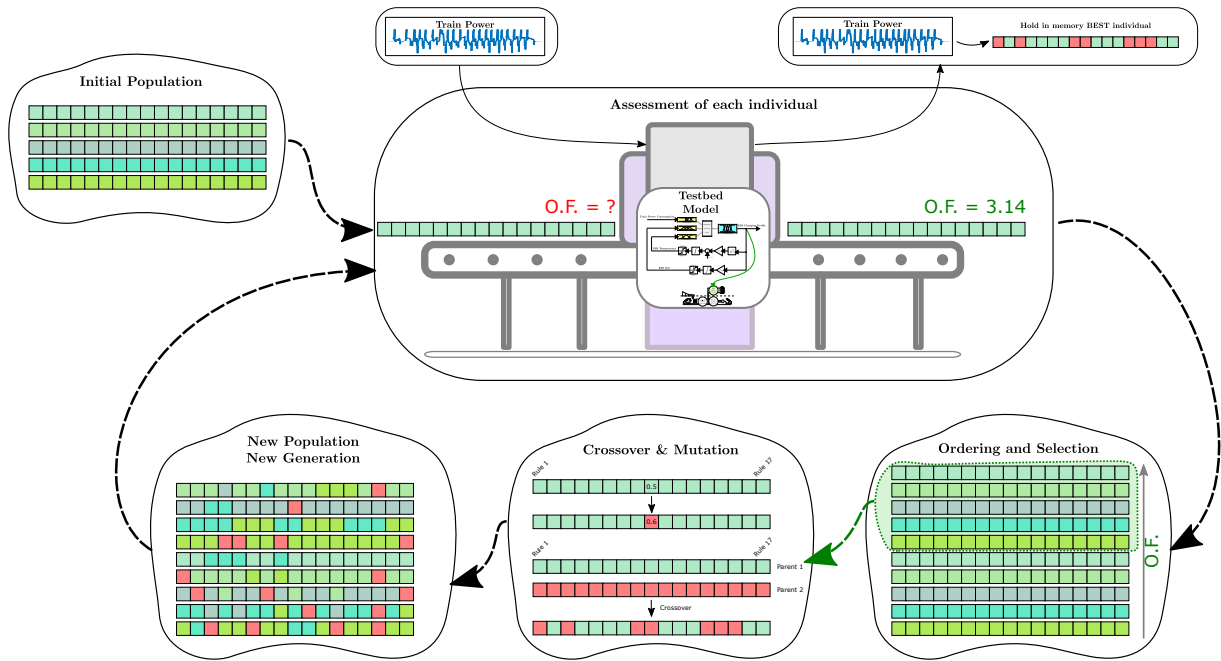 Train Power
Train Power
Hold in memory BEST individual
Initial Population
Assessment of each individual
O.F. = ?
Testbed
Model
O.F. = 3.14
New Population
New Generation
Crossover & Mutation
Rule 1
Rule 17
0.5
0.6
Rule 1
Rule 17
Parent 1
Parent 2
Crossover
Ordering and Selection
O.F.